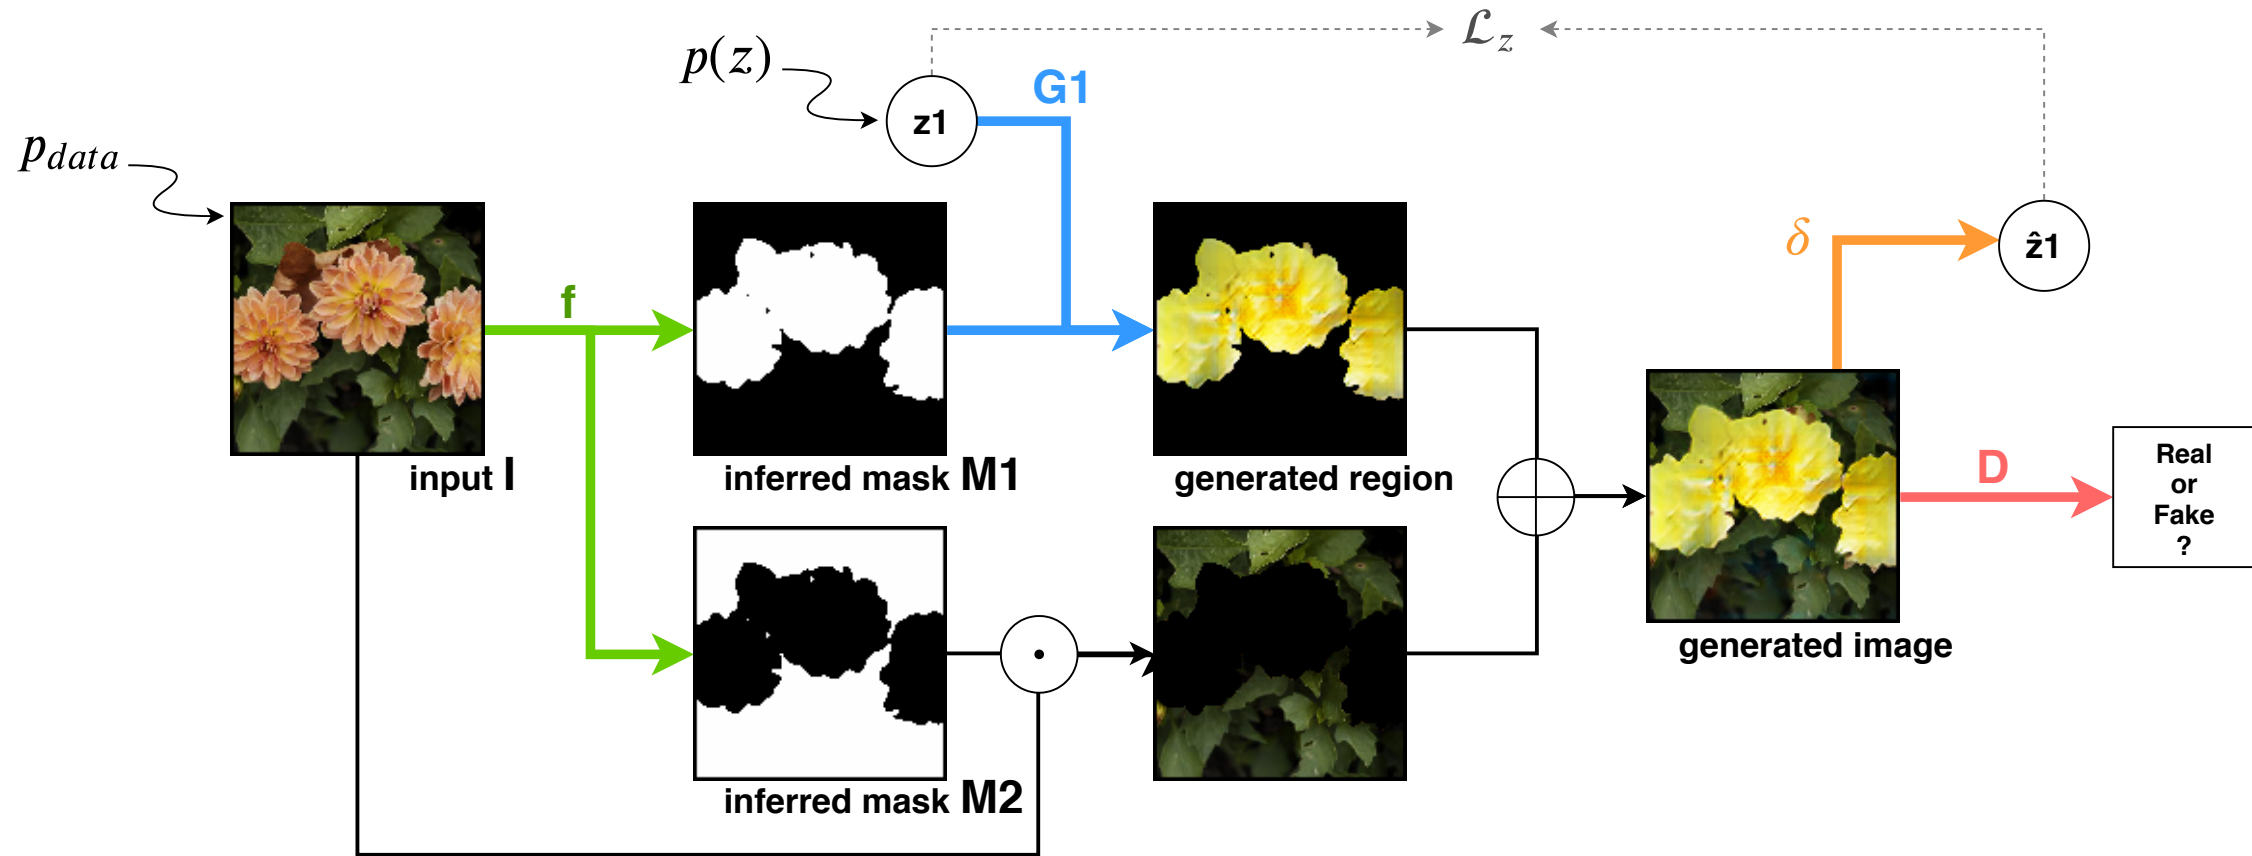 p(z)
z1
G1
ℒz
pdata
f
δ
ẑ1
input I
inferred mask M1
generated region
D
Real
or
Fake
?
generated image
inferred mask M2